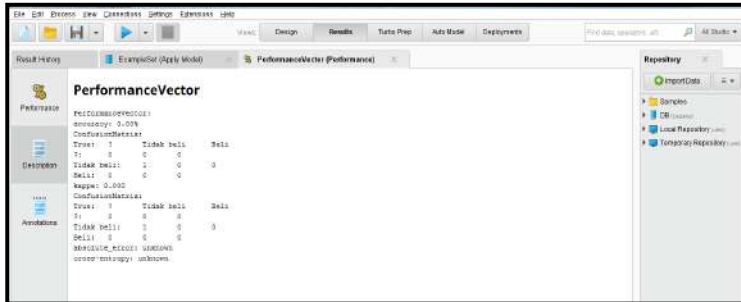 File Edit Process View Connections Settings Extensions Help
Views: Design Results Turbo Prep Auto Model Deployments Find data, operators...etc All Studio
Result History ExampleSet (Apply Model) PerformanceVector (Performance) Repository
Import Data
Performance
Description
Annotations
PerformanceVector
PerformanceVector:
accuracy: 0.00%
ConfusionMatrix:
True: ? Tidak beli Beli
?: 0 0 0
Tidak beli: 1 0 0
Beli: 0 0 0
kappa: 0.000
ConfusionMatrix:
True: ? Tidak beli Beli
?: 0 0 0
Tidak beli: 1 0 0
Beli: 0 0 0
absolute_error: unknown
cross-entropy: unknown
Samples
DB
Local Repository
Temporary Repository